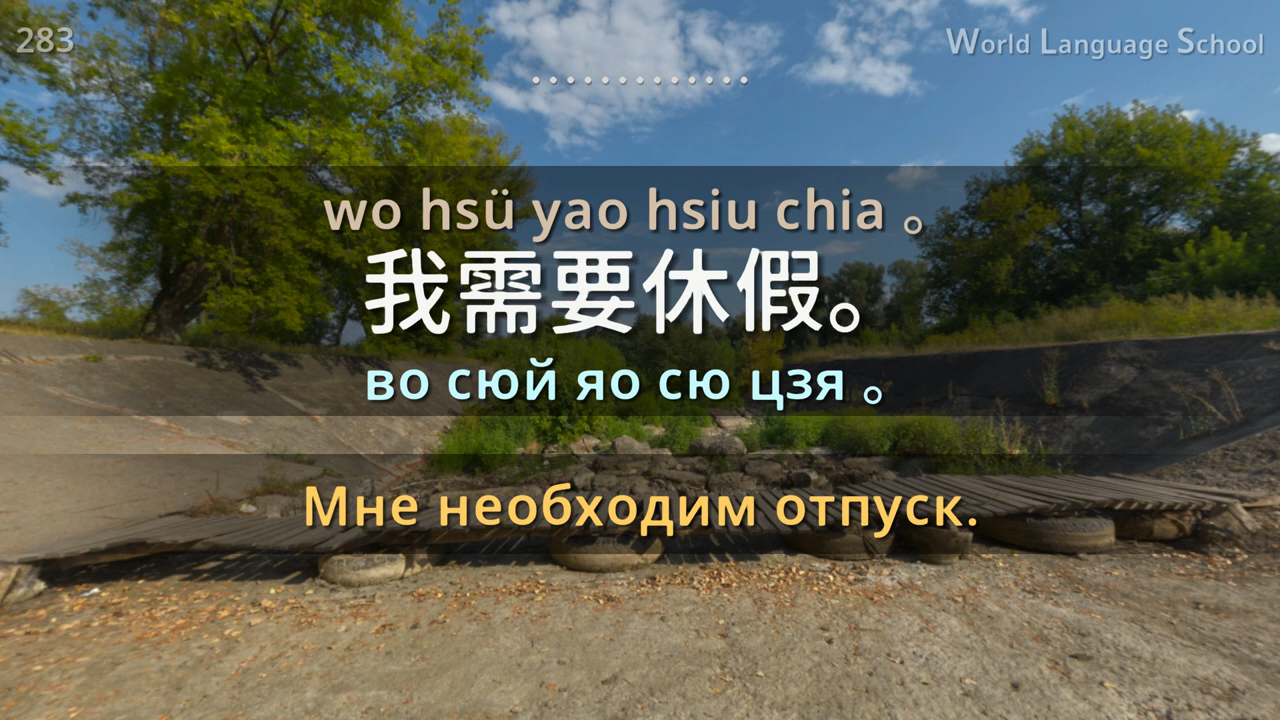 283
World Language School
wo hsü yao hsiu chia 。
我需要休假。
во сюй яо сю цзя 。
Мне необходим отпуск.